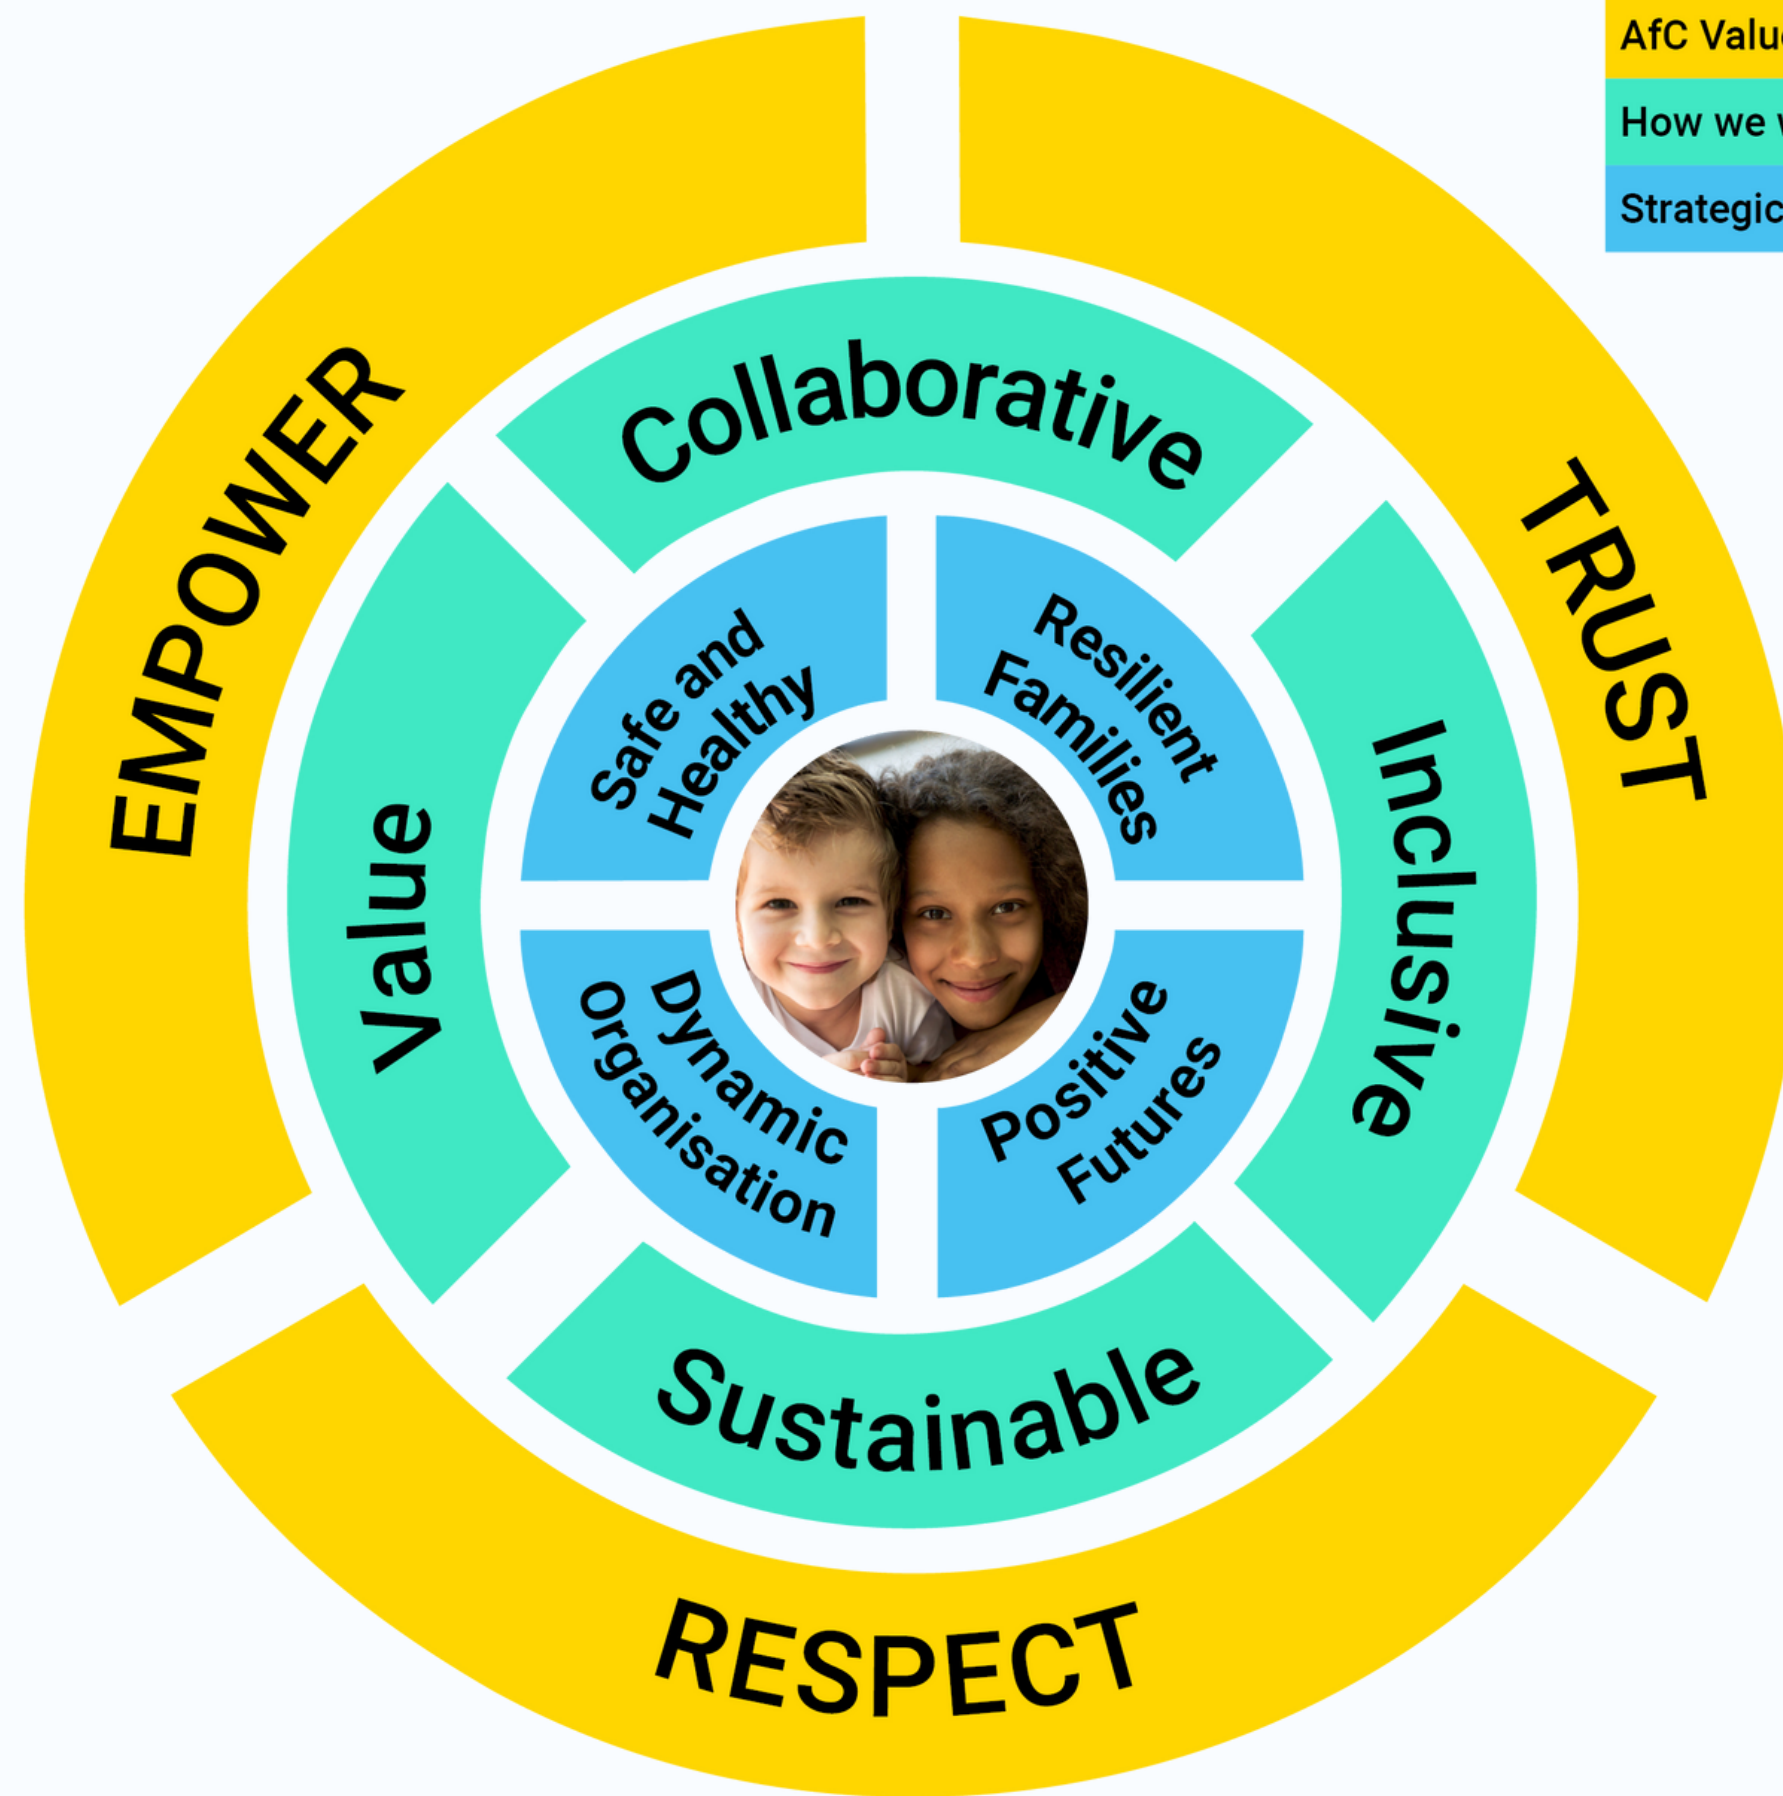 AfC Valu
How we
Strategic
EMPOWER
TRUST
RESPECT
Collaborative
Inclusive
Sustainable
Value
Safe and
Healthy
Resilient
Families
Positive
Futures
Dynamic
Organisation